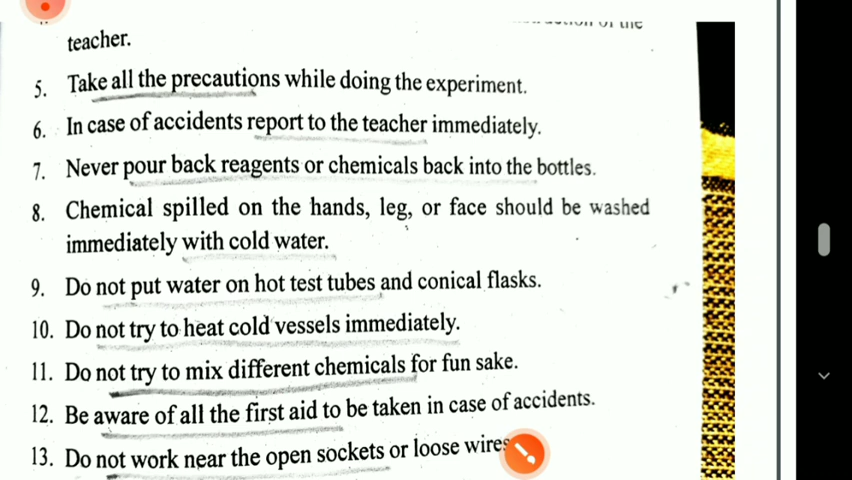 of the
teacher.
5. Take all the precautions while doing the experiment.
6. In case of accidents report to the teacher immediately.
7. Never pour back reagents or chemicals back into the bottles.
8. Chemical spilled on the hands, leg, or face should be washed
immediately with cold water.
9. Do not put water on hot test tubes and conical flasks.
10. Do not try to heat cold vessels immediately.
11. Do not try to mix different chemicals for fun sake.
12. Be aware of all the first aid to be taken in case of accidents.
13. Do not work near the open sockets or loose wires